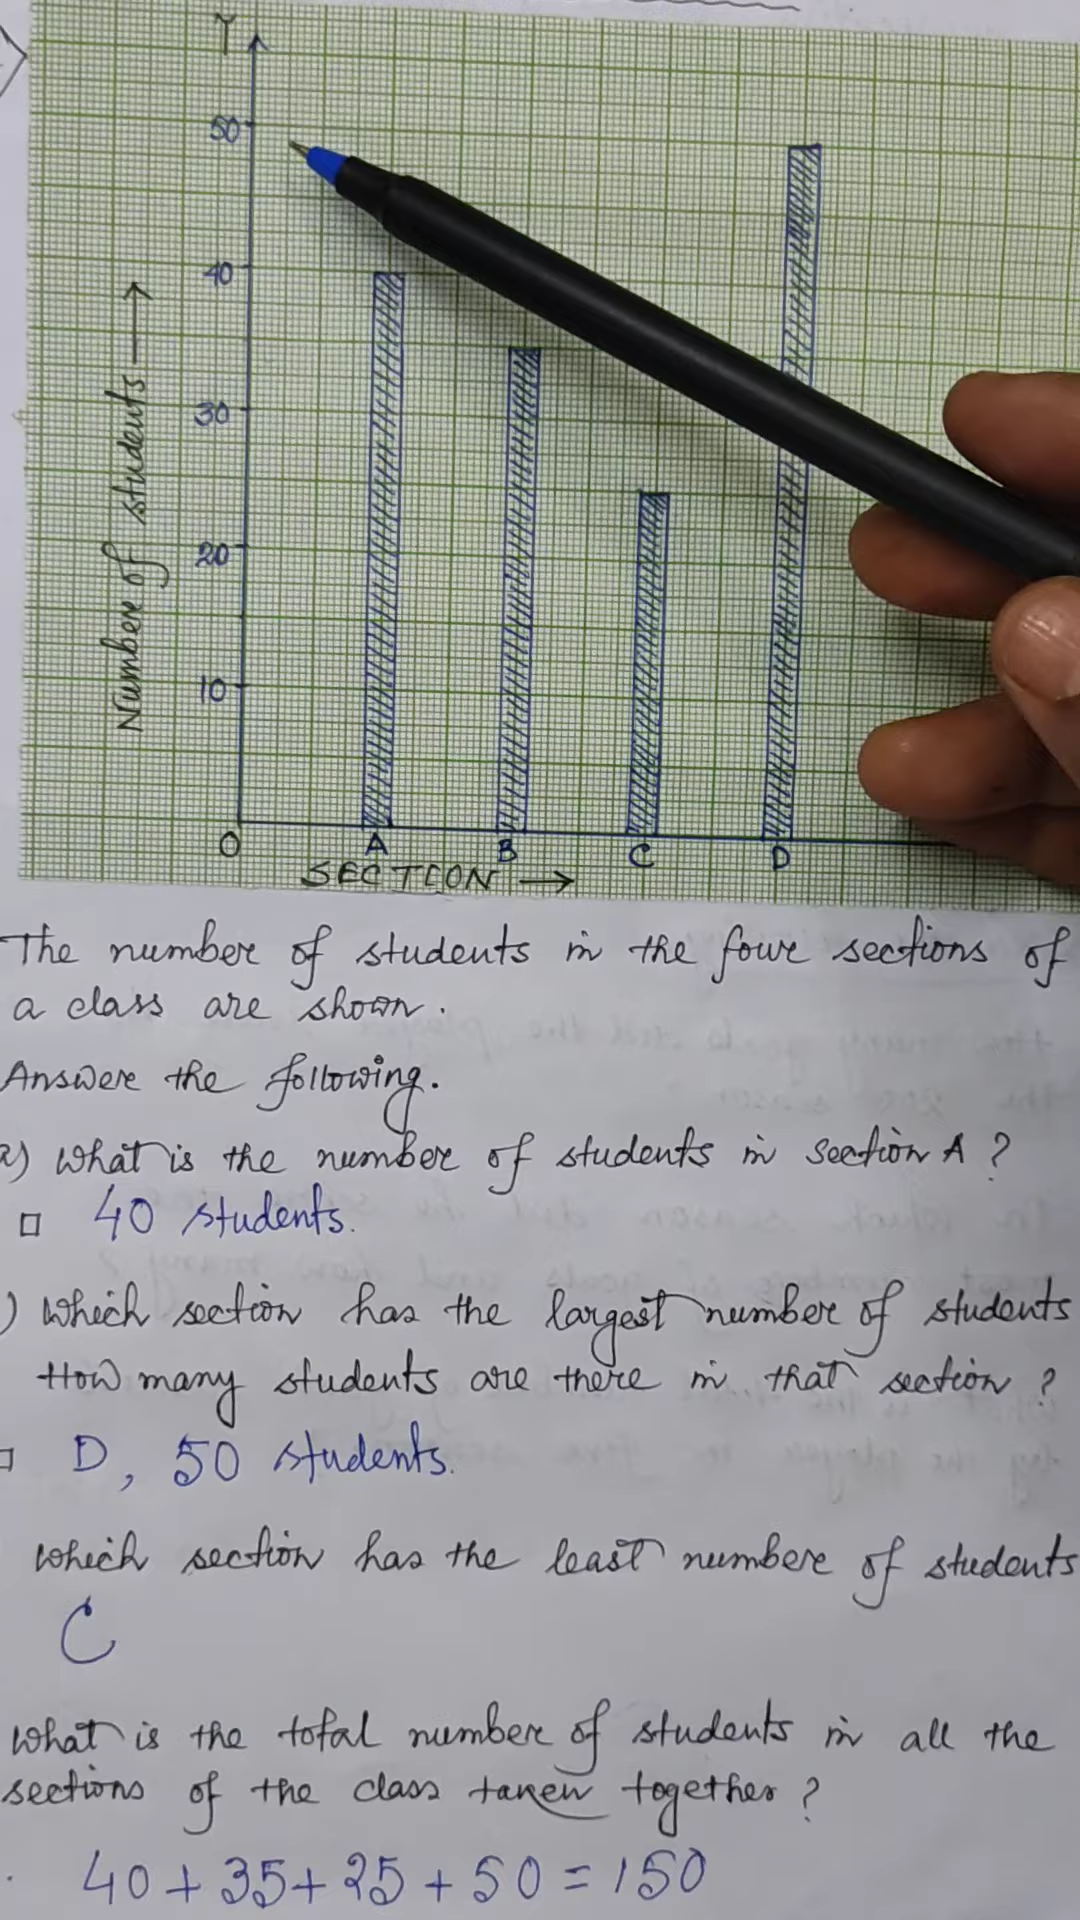 Y
50
40
30
20
10
O
Number of students
A B C D
SECTION
The number of students in the four sections of
a class are shown.
Answer the following.
a) What is the number of students in section A ?
40 students.
) Which section has the largest number of students
How many students are there in that section ?
D, 50 students.
Which section has the least number of students
C
What is the total number of students in all the
sections of the class taken together ?
40 + 35 + 25 + 50 = 150